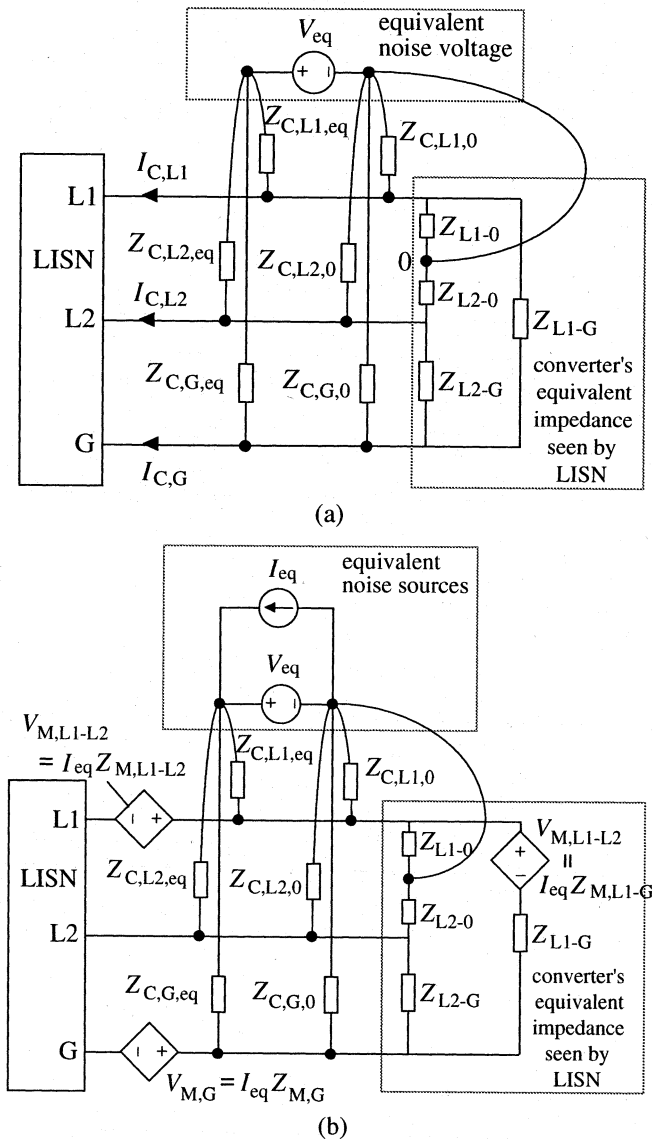 V_eq
+ −
equivalent
noise voltage
Z_C,L1,eq
Z_C,L1,0
I_C,L1
L1
LISN
Z_C,L2,eq
Z_C,L2,0
Z_L1-0
0
I_C,L2
L2
Z_L2-0
Z_L1-G
Z_C,G,eq
Z_C,G,0
Z_L2-G
converter's
equivalent
impedance
seen by
LISN
G
I_C,G
(a)
equivalent
noise sources
I_eq
V_eq
+ −
V_M,L1-L2
= I_eq Z_M,L1-L2
Z_C,L1,eq
Z_C,L1,0
L1
− +
LISN
Z_C,L2,eq
Z_C,L2,0
Z_L1-0
+
−
V_M,L1-L2
=
I_eq Z_M,L1-G
Z_L2-0
L2
Z_L1-G
Z_C,G,eq
Z_C,G,0
Z_L2-G
converter's
equivalent
impedance
seen by
LISN
G
− +
V_M,G = I_eq Z_M,G
(b)